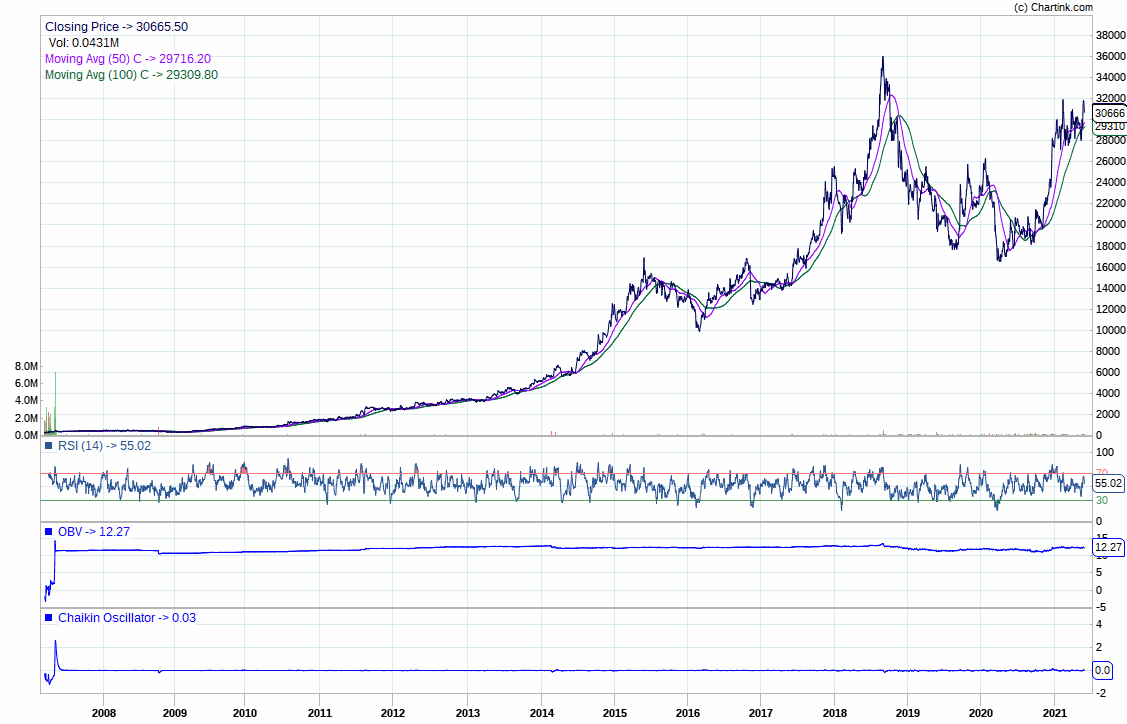 (c) Chartink.com
Closing Price -> 30665.50
Vol: 0.0431M
Moving Avg (50) C -> 29716.20
Moving Avg (100) C -> 29309.80
38000
36000
34000
32000
30666
29310
28000
26000
24000
22000
20000
18000
16000
14000
12000
10000
8000
6000
4000
2000
0
8.0M
6.0M
4.0M
2.0M
0.0M
RSI (14) -> 55.02
100
70
55.02
30
0
OBV -> 12.27
15
12.27
5
0
-5
Chaikin Oscillator -> 0.03
4
2
0.0
-2
2008 2009 2010 2011 2012 2013 2014 2015 2016 2017 2018 2019 2020 2021